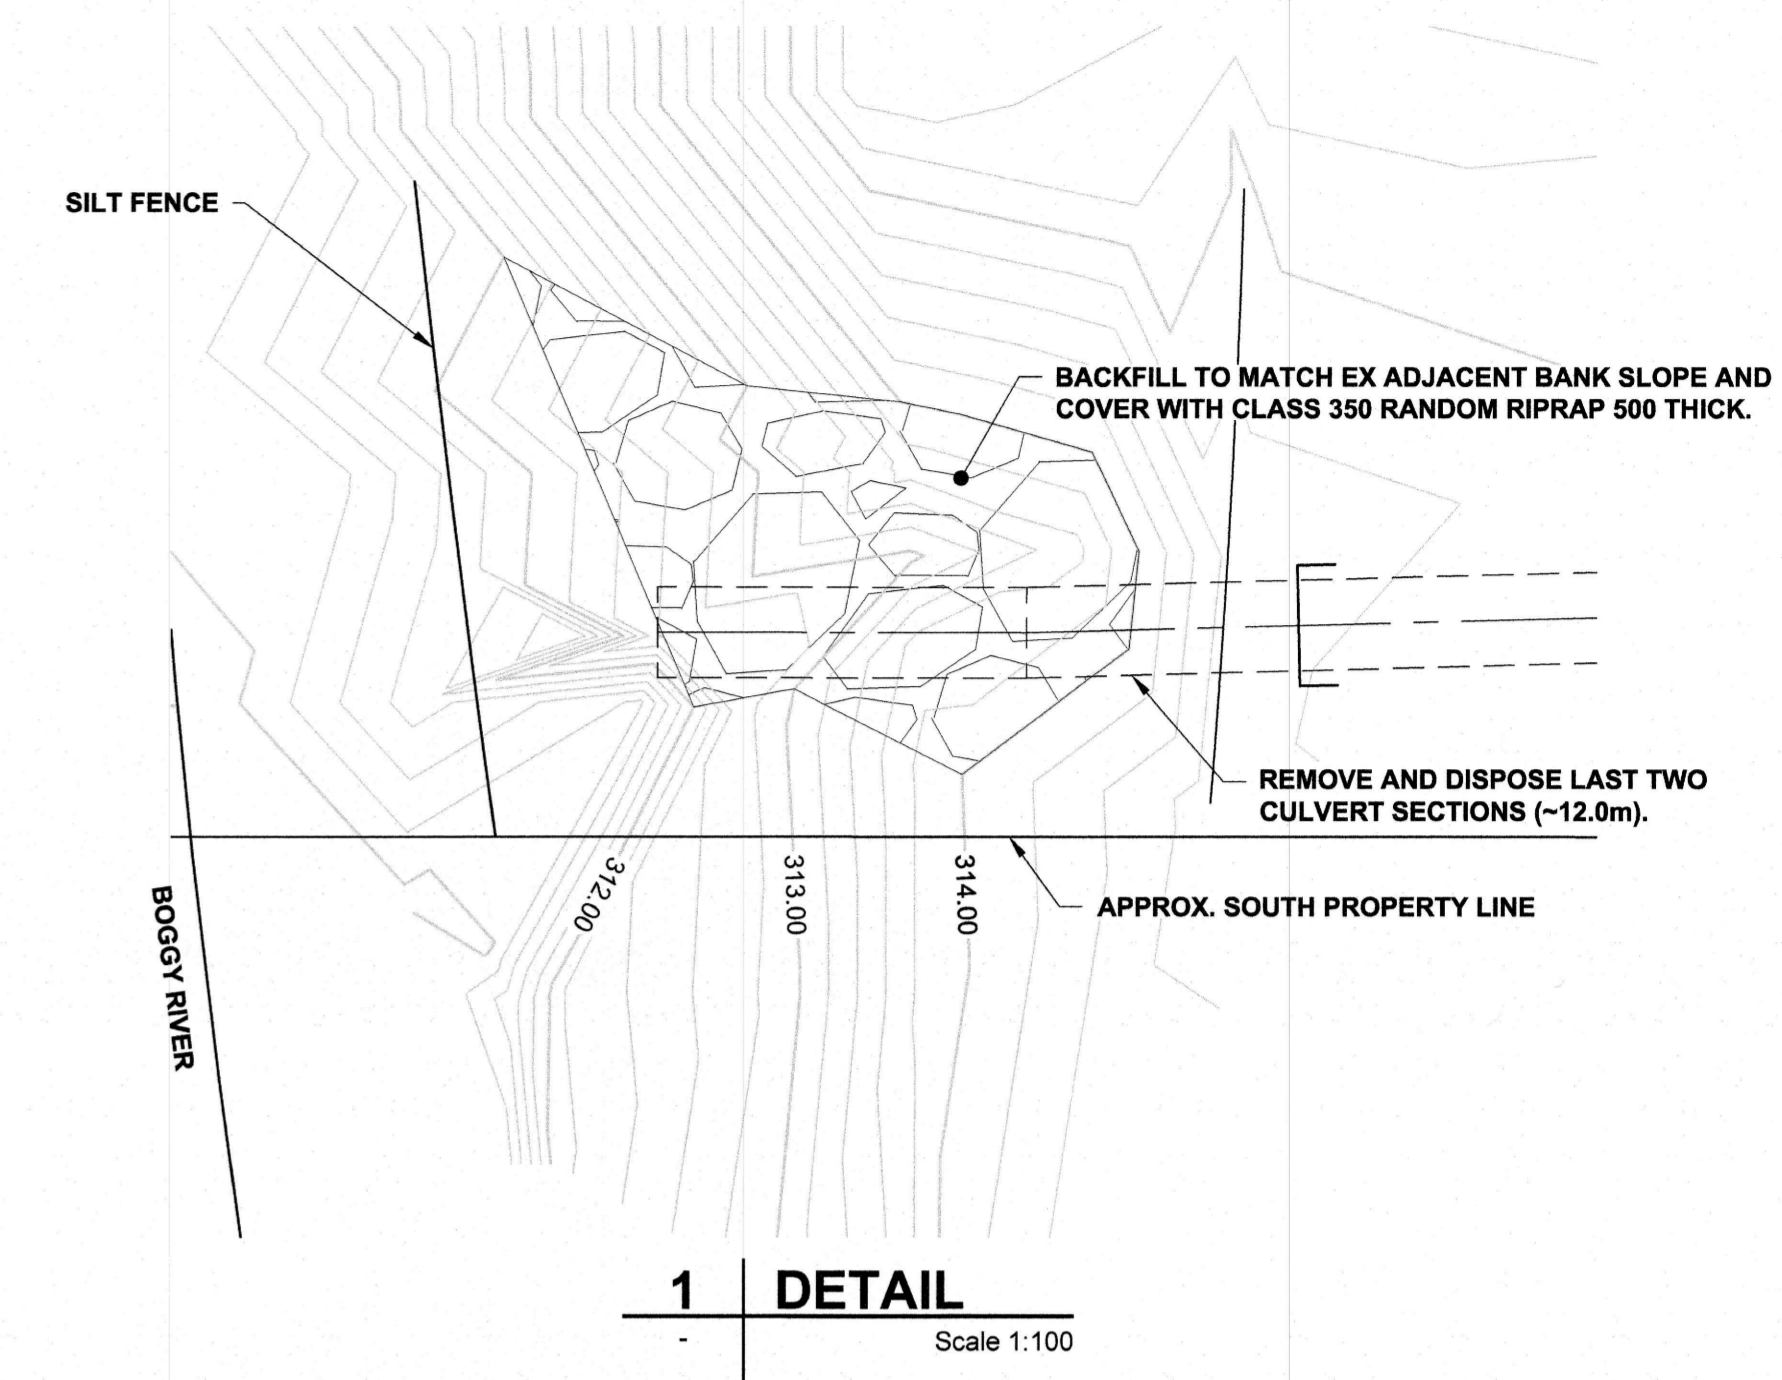 SILT FENCE
BACKFILL TO MATCH EX ADJACENT BANK SLOPE AND
COVER WITH CLASS 350 RANDOM RIPRAP 500 THICK.
REMOVE AND DISPOSE LAST TWO
CULVERT SECTIONS (~12.0m).
312.00
313.00
314.00
APPROX. SOUTH PROPERTY LINE
BOGGY RIVER
1
DETAIL
-
Scale 1:100